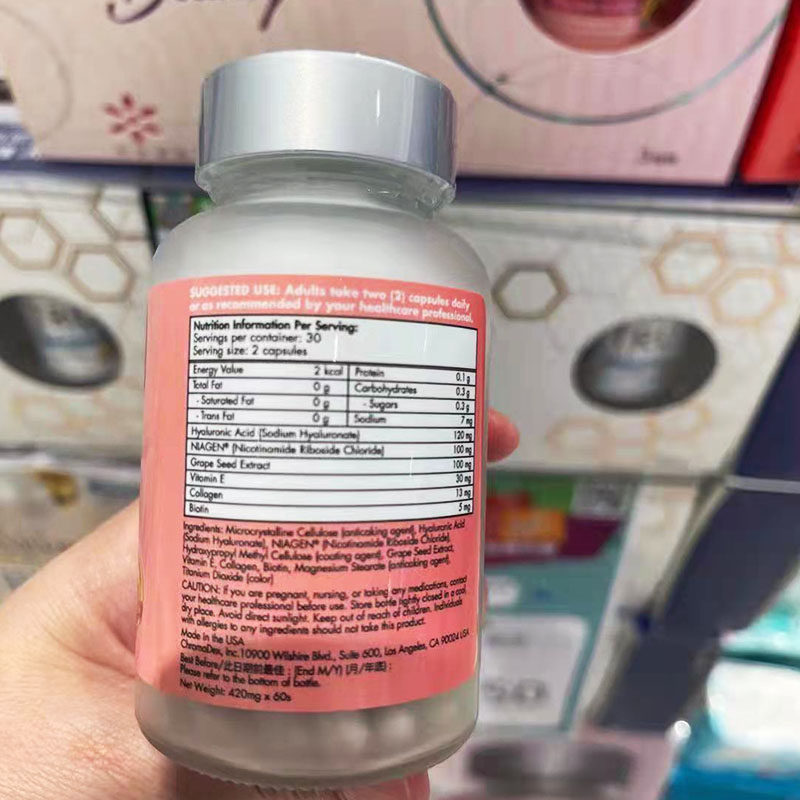 SUGGESTED USE: Adults take two (2) capsules daily
or as recommended by your healthcare professional.
Nutrition Information Per Serving:
Servings per container: 30
Serving size: 2 capsules
Energy Value 2 kcal Protein 0.1 g
Total Fat 0 g Carbohydrates 0.3 g
- Saturated Fat 0 g - Sugars 0.3 g
- Trans Fat 0 g Sodium 7 mg
Hyaluronic Acid (Sodium Hyaluronate) 120 mg
NIAGEN® (Nicotinamide Riboside Chloride) 100 mg
Grape Seed Extract 100 mg
Vitamin E 30 mg
Collagen 13 mg
Biotin 5 mg
Ingredients: Microcrystalline Cellulose (anticaking agent), Hyaluronic Acid
(Sodium Hyaluronate), NIAGEN® (Nicotinamide Riboside Chloride),
Hydroxypropyl Methyl Cellulose (coating agent), Grape Seed Extract,
Vitamin E, Collagen, Biotin, Magnesium Stearate (anticaking agent),
Titanium Dioxide (color)
CAUTION: If you are pregnant, nursing, or taking any medications, contact
your healthcare professional before use. Store bottle tightly closed in a cool,
dry place. Avoid direct sunlight. Keep out of reach of children. Individuals
with allergies to any ingredients should not take this product.
Made in the USA
ChromaDex, Inc. 10900 Wilshire Blvd., Suite 600, Los Angeles, CA 90024 USA
Best Before/此日期前最佳: (End M/Y) (月/年底):
Please refer to the bottom of bottle.
Net Weight: 420mg x 60s